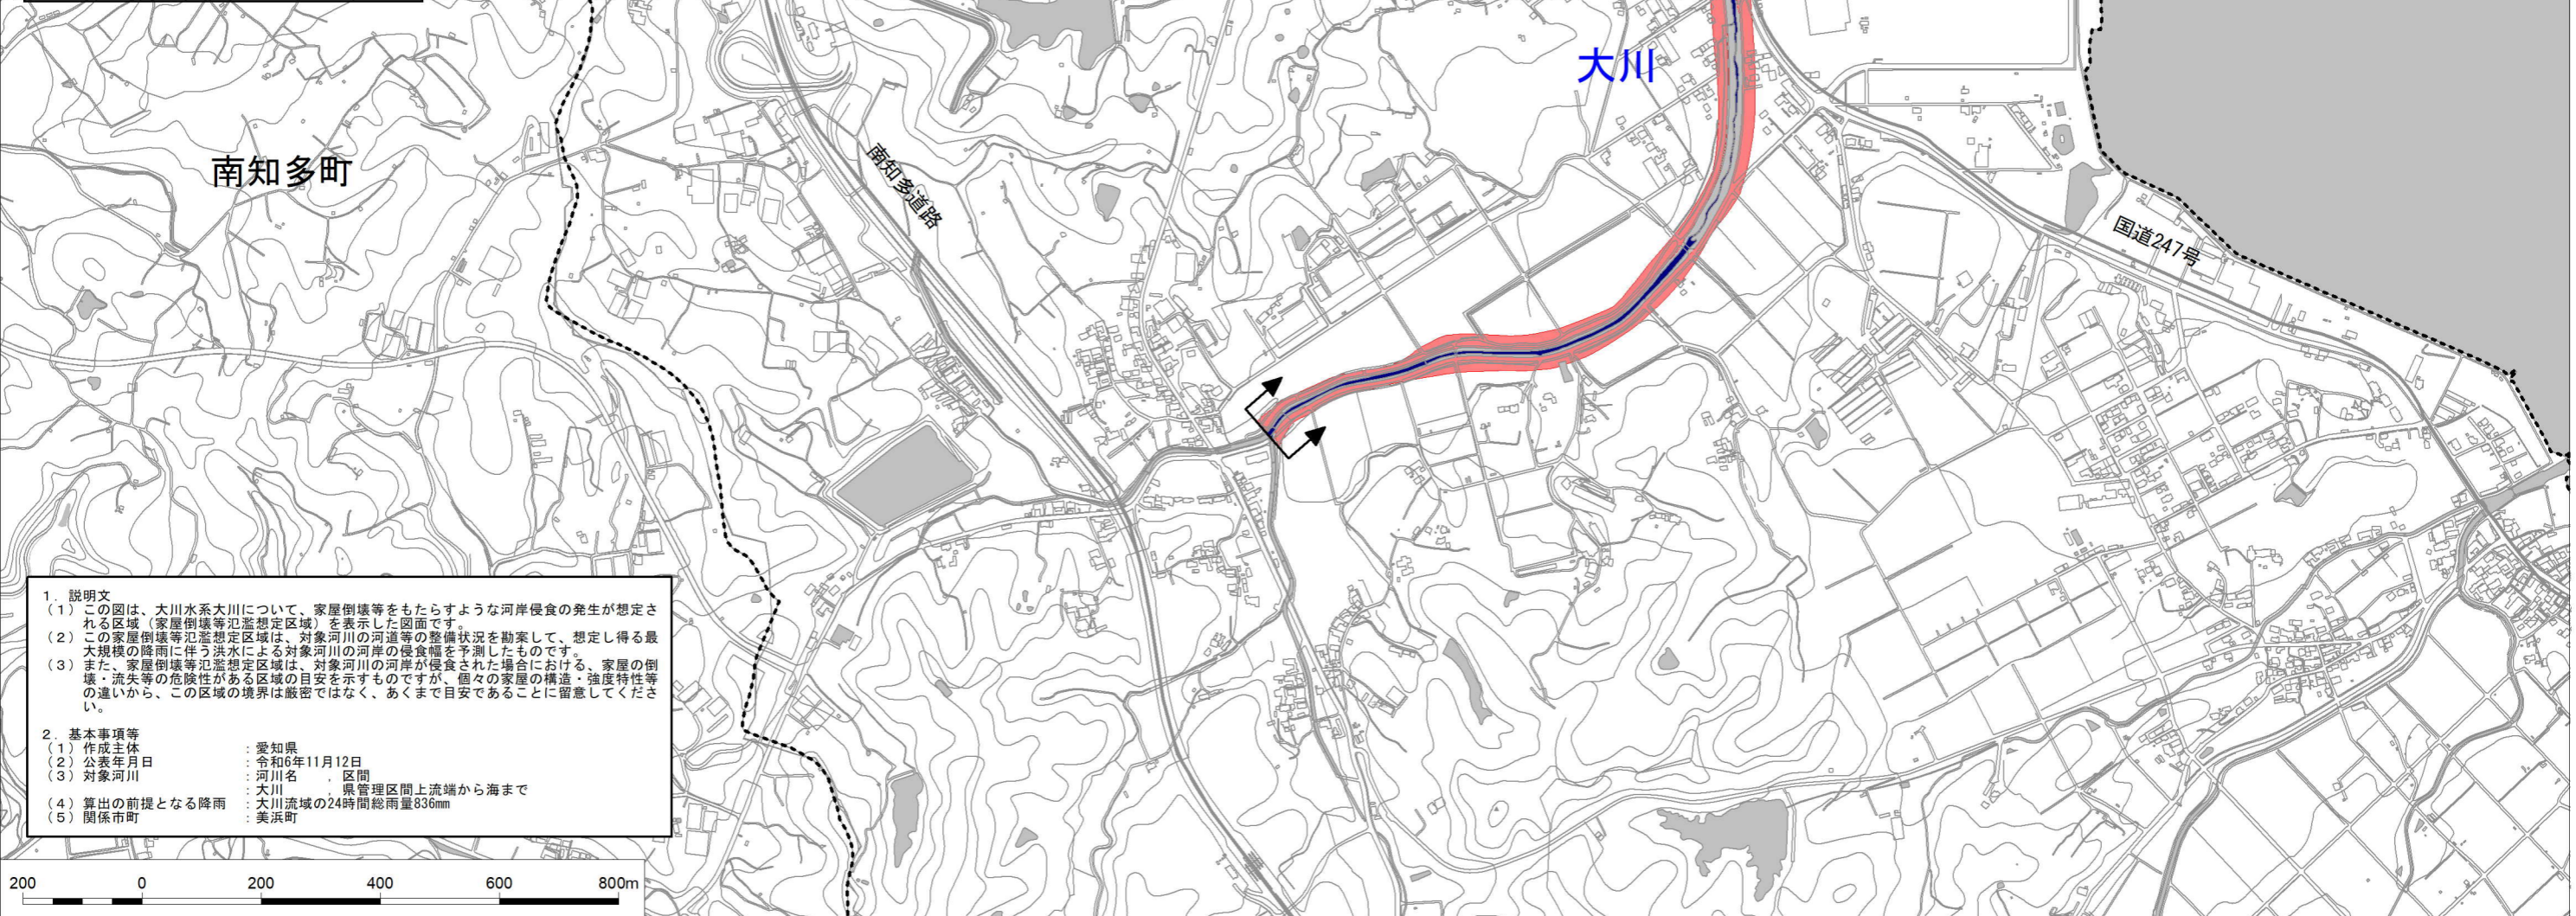 大川
南知多町
南知多道路
国道247号
1. 説明文
(1) この図は、大川水系大川について、家屋倒壊等をもたらすような河岸侵食の発生が想定さ
れる区域（家屋倒壊等氾濫想定区域）を表示した図面です。
(2) この家屋倒壊等氾濫想定区域は、対象河川の河道等の整備状況を勘案して、想定し得る最
大規模の降雨に伴う洪水による対象河川の河岸の侵食幅を予測したものです。
(3) また、家屋倒壊等氾濫想定区域は、対象河川の河岸が侵食された場合における、家屋の倒
壊・流失等の危険性がある区域の目安を示すものですが、個々の家屋の構造・強度特性等
の違いから、この区域の境界は厳密ではなく、あくまで目安であることに留意してくださ
い。
2. 基本事項等
(1) 作成主体 : 愛知県
(2) 公表年月日 : 令和6年11月12日
(3) 対象河川 : 河川名 , 区間
: 大川 , 県管理区間上流端から海まで
(4) 算出の前提となる降雨 : 大川流域の24時間総雨量836mm
(5) 関係市町 : 美浜町
200 0 200 400 600 800m